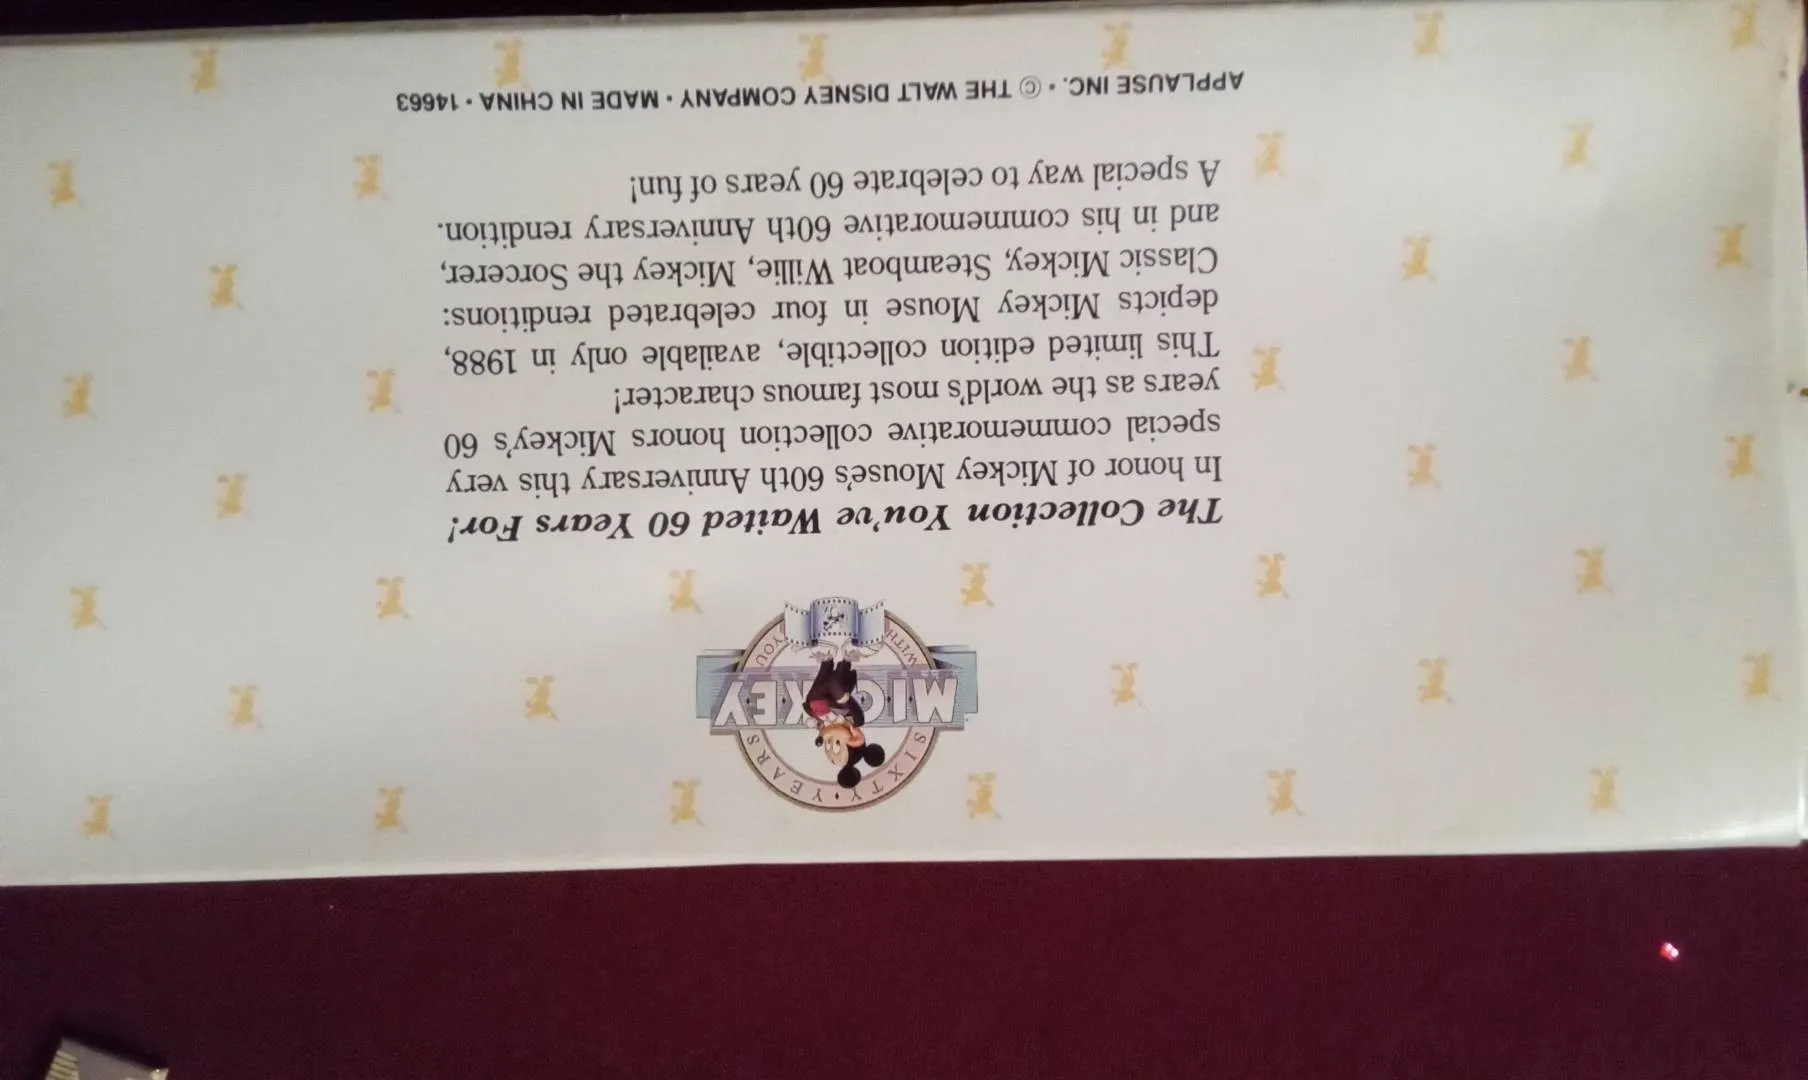 SIXTY • YEARS
MICKEY
WITH YOU
The Collection You've Waited 60 Years For!
In honor of Mickey Mouse's 60th Anniversary this very
special commemorative collection honors Mickey's 60
years as the world's most famous character!
This limited edition collectible, available only in 1988,
depicts Mickey Mouse in four celebrated renditions:
Classic Mickey, Steamboat Willie, Mickey the Sorcerer,
and in his commemorative 60th Anniversary rendition.
A special way to celebrate 60 years of fun!
APPLAUSE INC. • © THE WALT DISNEY COMPANY • MADE IN CHINA • 14663